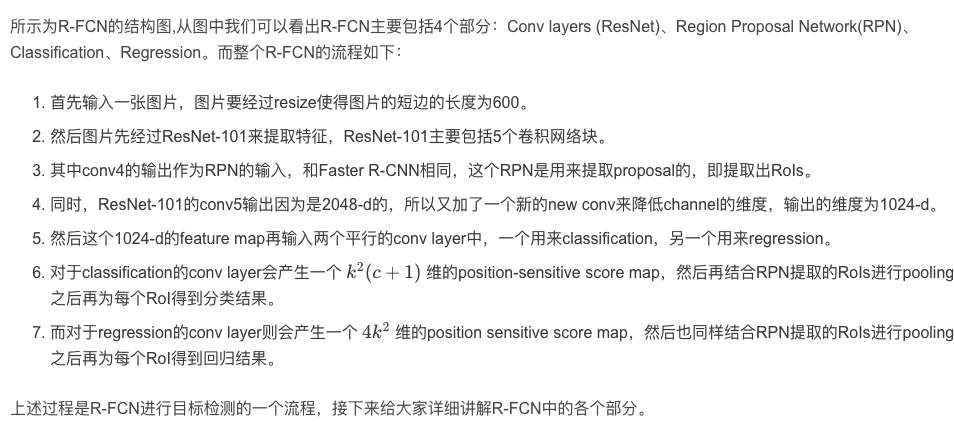 所示为R-FCN的结构图,从图中我们可以看出R-FCN主要包括4个部分：Conv layers (ResNet)、Region Proposal Network(RPN)、
Classification、Regression。而整个R-FCN的流程如下：
1. 首先输入一张图片，图片要经过resize使得图片的短边的长度为600。
2. 然后图片先经过ResNet-101来提取特征，ResNet-101主要包括5个卷积网络块。
3. 其中conv4的输出作为RPN的输入，和Faster R-CNN相同，这个RPN是用来提取proposal的，即提取出RoIs。
4. 同时，ResNet-101的conv5输出因为是2048-d的，所以又加了一个新的new conv来降低channel的维度，输出的维度为1024-d。
5. 然后这个1024-d的feature map再输入两个平行的conv layer中，一个用来classification，另一个用来regression。
6. 对于classification的conv layer会产生一个 k²(c + 1) 维的position-sensitive score map，然后再结合RPN提取的RoIs进行pooling
之后再为每个RoI得到分类结果。
7. 而对于regression的conv layer则会产生一个 4k² 维的position sensitive score map，然后也同样结合RPN提取的RoIs进行pooling
之后再为每个RoI得到回归结果。
上述过程是R-FCN进行目标检测的一个流程，接下来给大家详细讲解R-FCN中的各个部分。